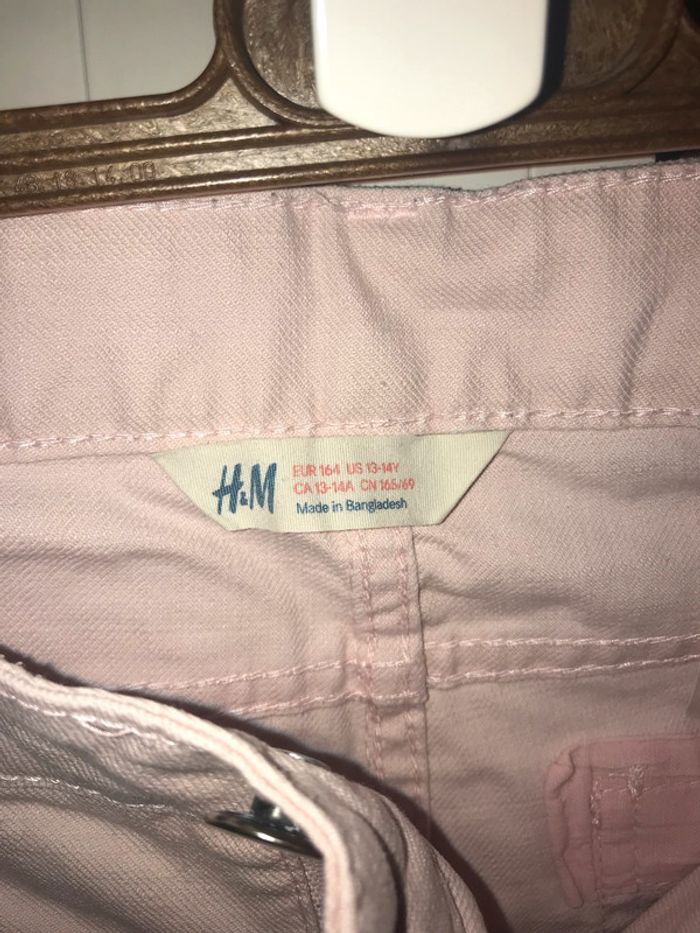 H&M
EUR 164 US 13-14Y
CA 13-14A CN 165/69
Made in Bangladesh